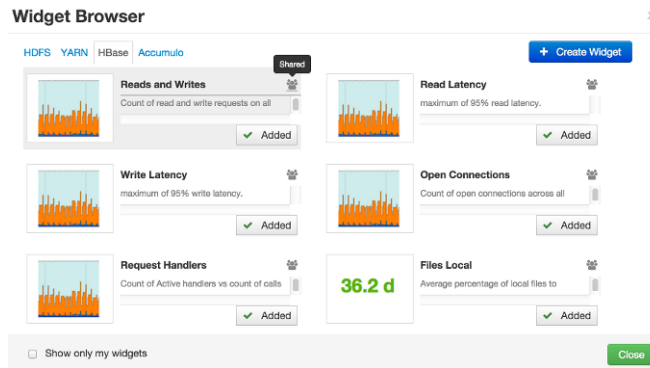 Widget Browser
HDFS YARN HBase Accumulo
+ Create Widget
Shared
Reads and Writes
Count of read and write requests on all
Added
Read Latency
maximum of 95% read latency.
Added
Write Latency
maximum of 95% write latency.
Added
Open Connections
Count of open connections across all
Added
Request Handlers
Count of Active handlers vs count of calls
Added
36.2 d
Files Local
Average percentage of local files to
Added
Show only my widgets
Close